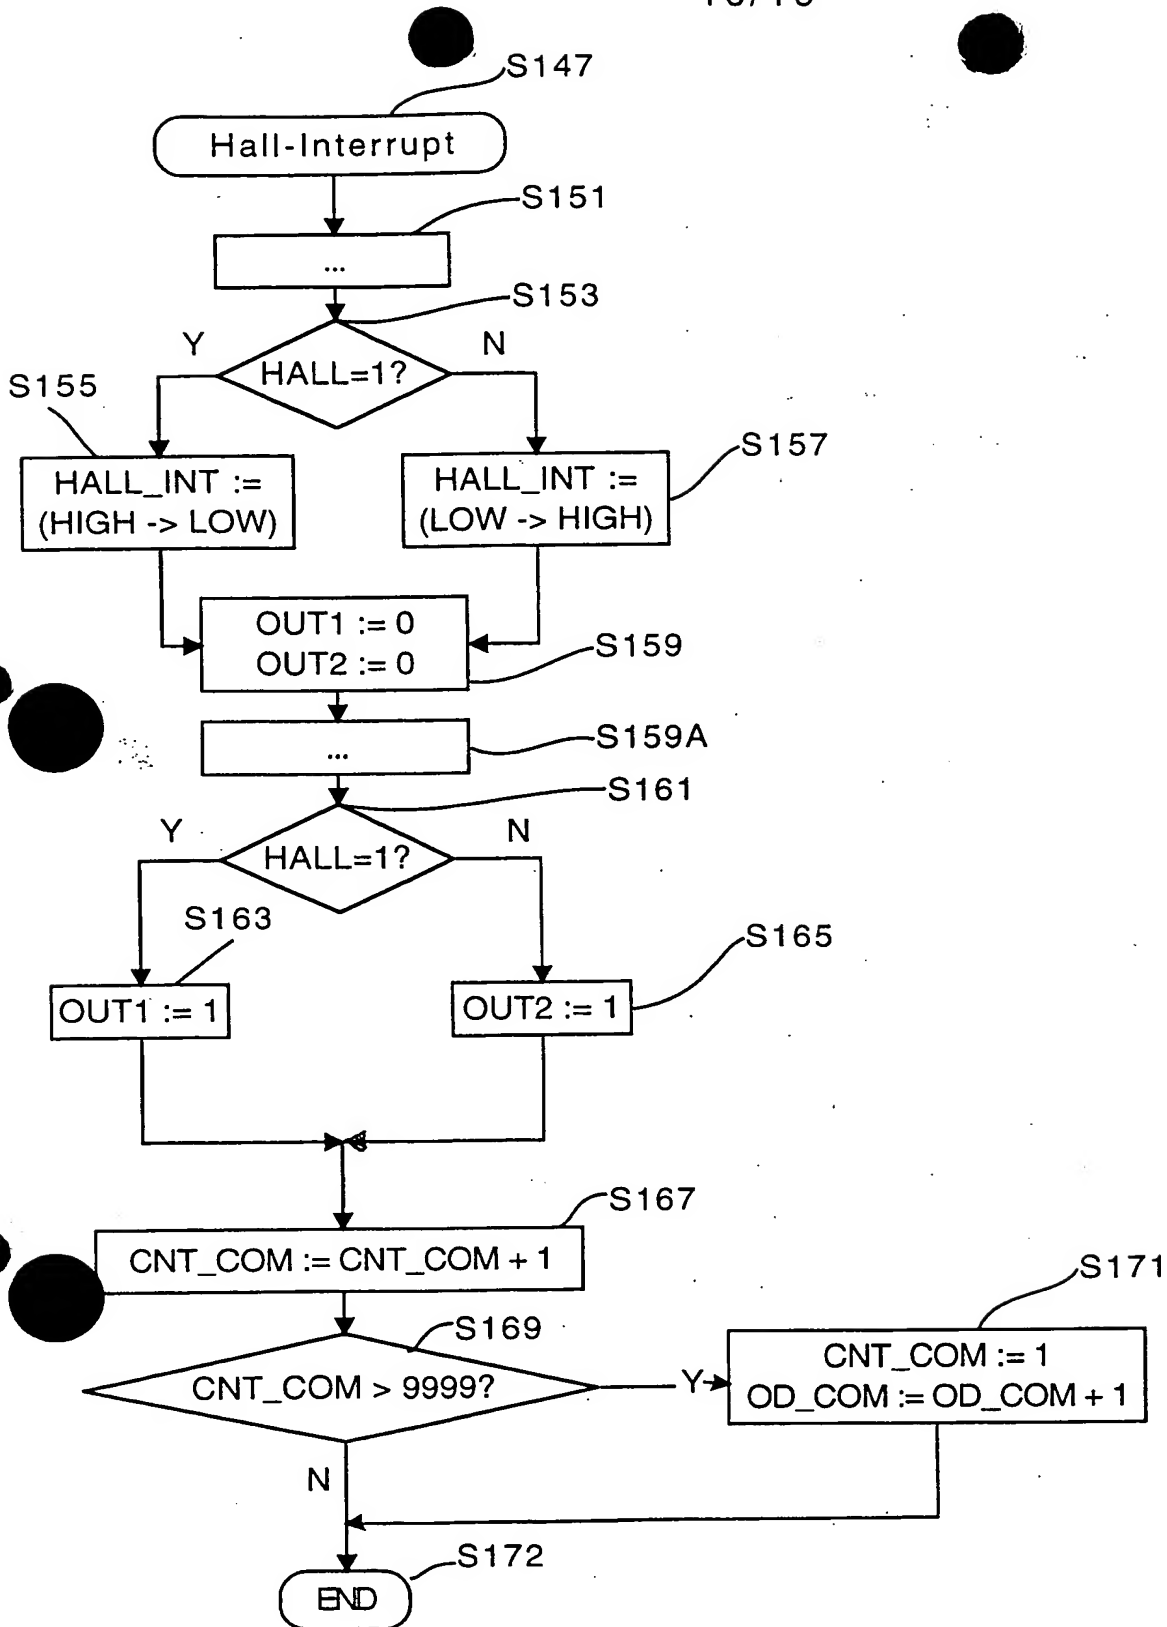 S147
Hall-Interrupt
S151
...
S153
Y
N
HALL=1?
S155
S157
HALL_INT :=
(HIGH -> LOW)
HALL_INT :=
(LOW -> HIGH)
OUT1 := 0
OUT2 := 0
S159
...
S159A
S161
Y
N
HALL=1?
S163
S165
OUT1 := 1
OUT2 := 1
S167
CNT_COM := CNT_COM + 1
S171
S169
CNT_COM > 9999?
Y
CNT_COM := 1
OD_COM := OD_COM + 1
N
S172
END